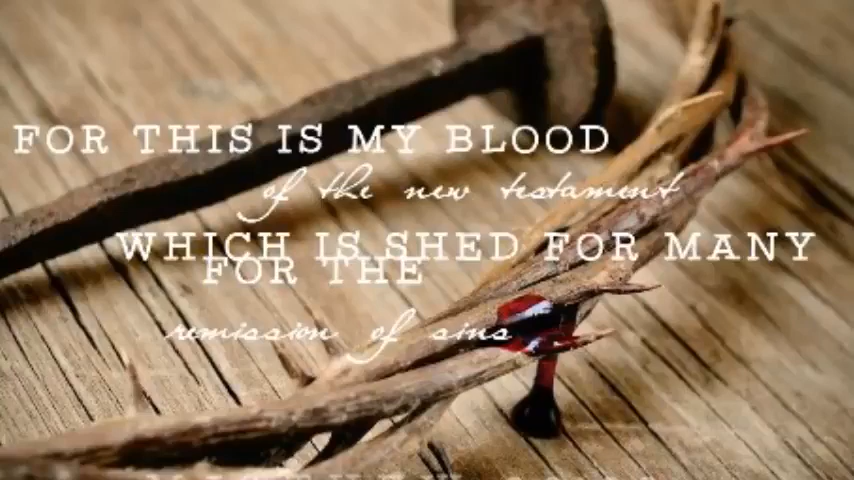 FOR THIS IS MY BLOOD
of the new testament
WHICH IS SHED FOR MANY
FOR THE
remission of sins